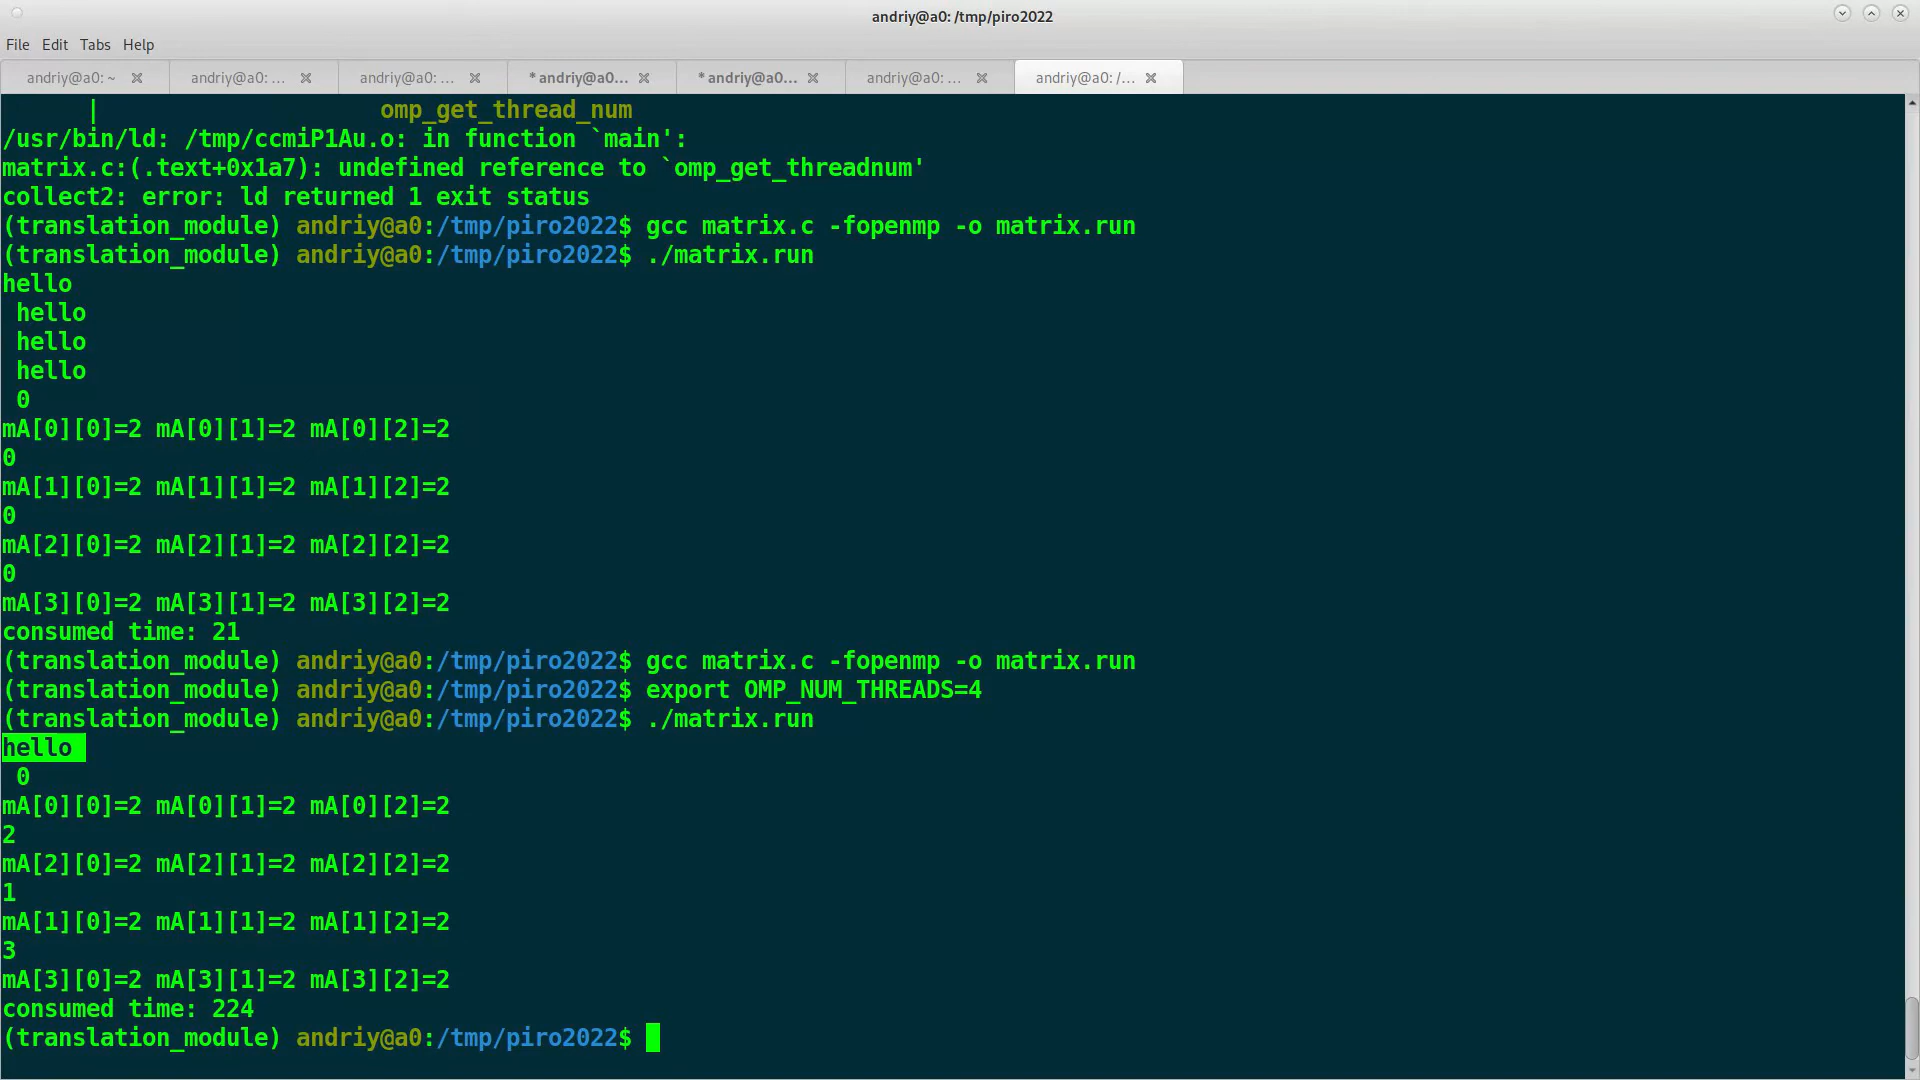 andriy@a0: /tmp/piro2022
File Edit Tabs Help
andriy@a0: ~ andriy@a0: ... andriy@a0: ... * andriy@a0... * andriy@a0... andriy@a0: ... andriy@a0: /...
| omp_get_thread_num
/usr/bin/ld: /tmp/ccmiP1Au.o: in function `main':
matrix.c:(.text+0x1a7): undefined reference to `omp_get_threadnum'
collect2: error: ld returned 1 exit status
(translation_module) andriy@a0:/tmp/piro2022$ gcc matrix.c -fopenmp -o matrix.run
(translation_module) andriy@a0:/tmp/piro2022$ ./matrix.run
hello
hello
hello
hello
0
mA[0][0]=2 mA[0][1]=2 mA[0][2]=2
0
mA[1][0]=2 mA[1][1]=2 mA[1][2]=2
0
mA[2][0]=2 mA[2][1]=2 mA[2][2]=2
0
mA[3][0]=2 mA[3][1]=2 mA[3][2]=2
consumed time: 21
(translation_module) andriy@a0:/tmp/piro2022$ gcc matrix.c -fopenmp -o matrix.run
(translation_module) andriy@a0:/tmp/piro2022$ export OMP_NUM_THREADS=4
(translation_module) andriy@a0:/tmp/piro2022$ ./matrix.run
hello
0
mA[0][0]=2 mA[0][1]=2 mA[0][2]=2
2
mA[2][0]=2 mA[2][1]=2 mA[2][2]=2
1
mA[1][0]=2 mA[1][1]=2 mA[1][2]=2
3
mA[3][0]=2 mA[3][1]=2 mA[3][2]=2
consumed time: 224
(translation_module) andriy@a0:/tmp/piro2022$